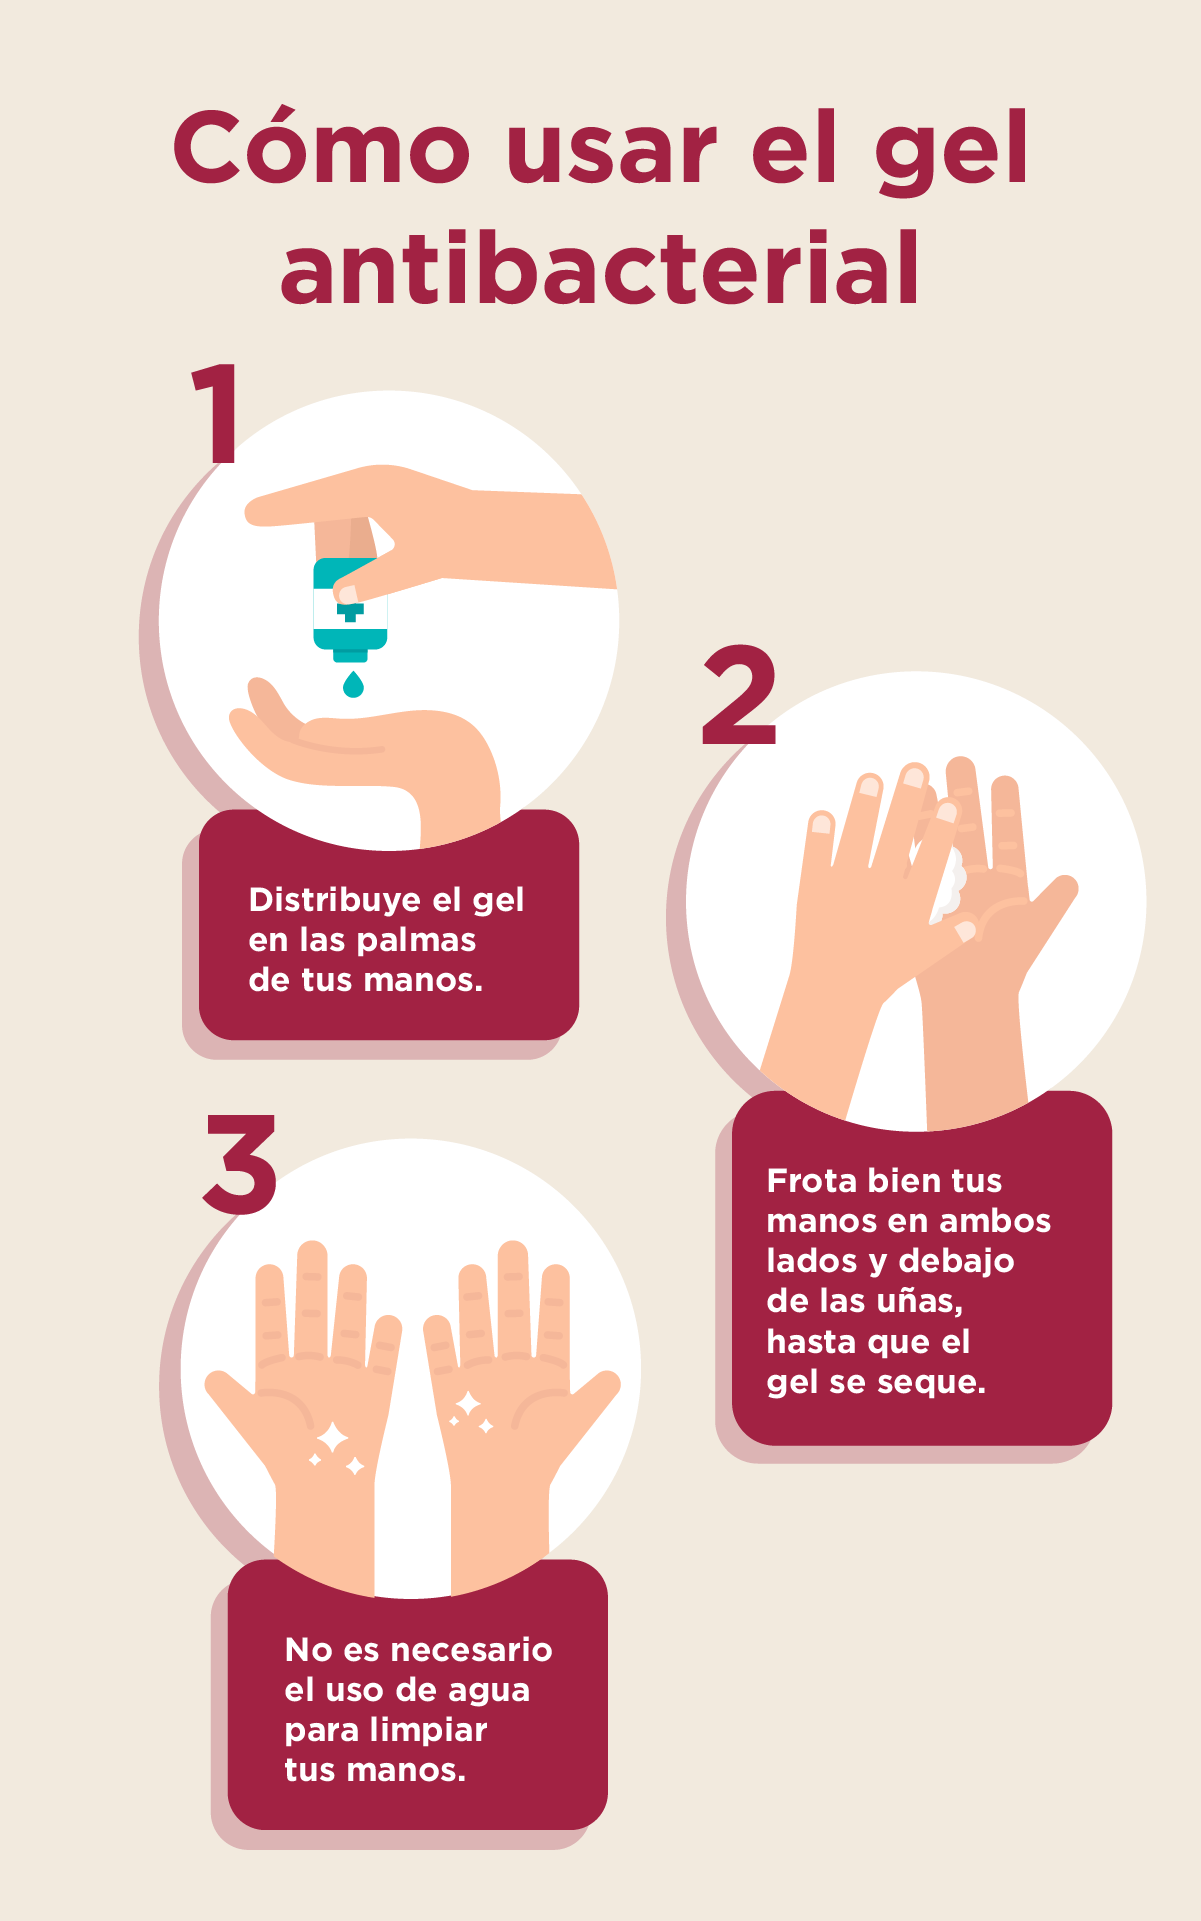 Cómo usar el gel
antibacterial
1
Distribuye el gel
en las palmas
de tus manos.
2
Frota bien tus
manos en ambos
lados y debajo
de las uñas,
hasta que el
gel se seque.
3
No es necesario
el uso de agua
para limpiar
tus manos.